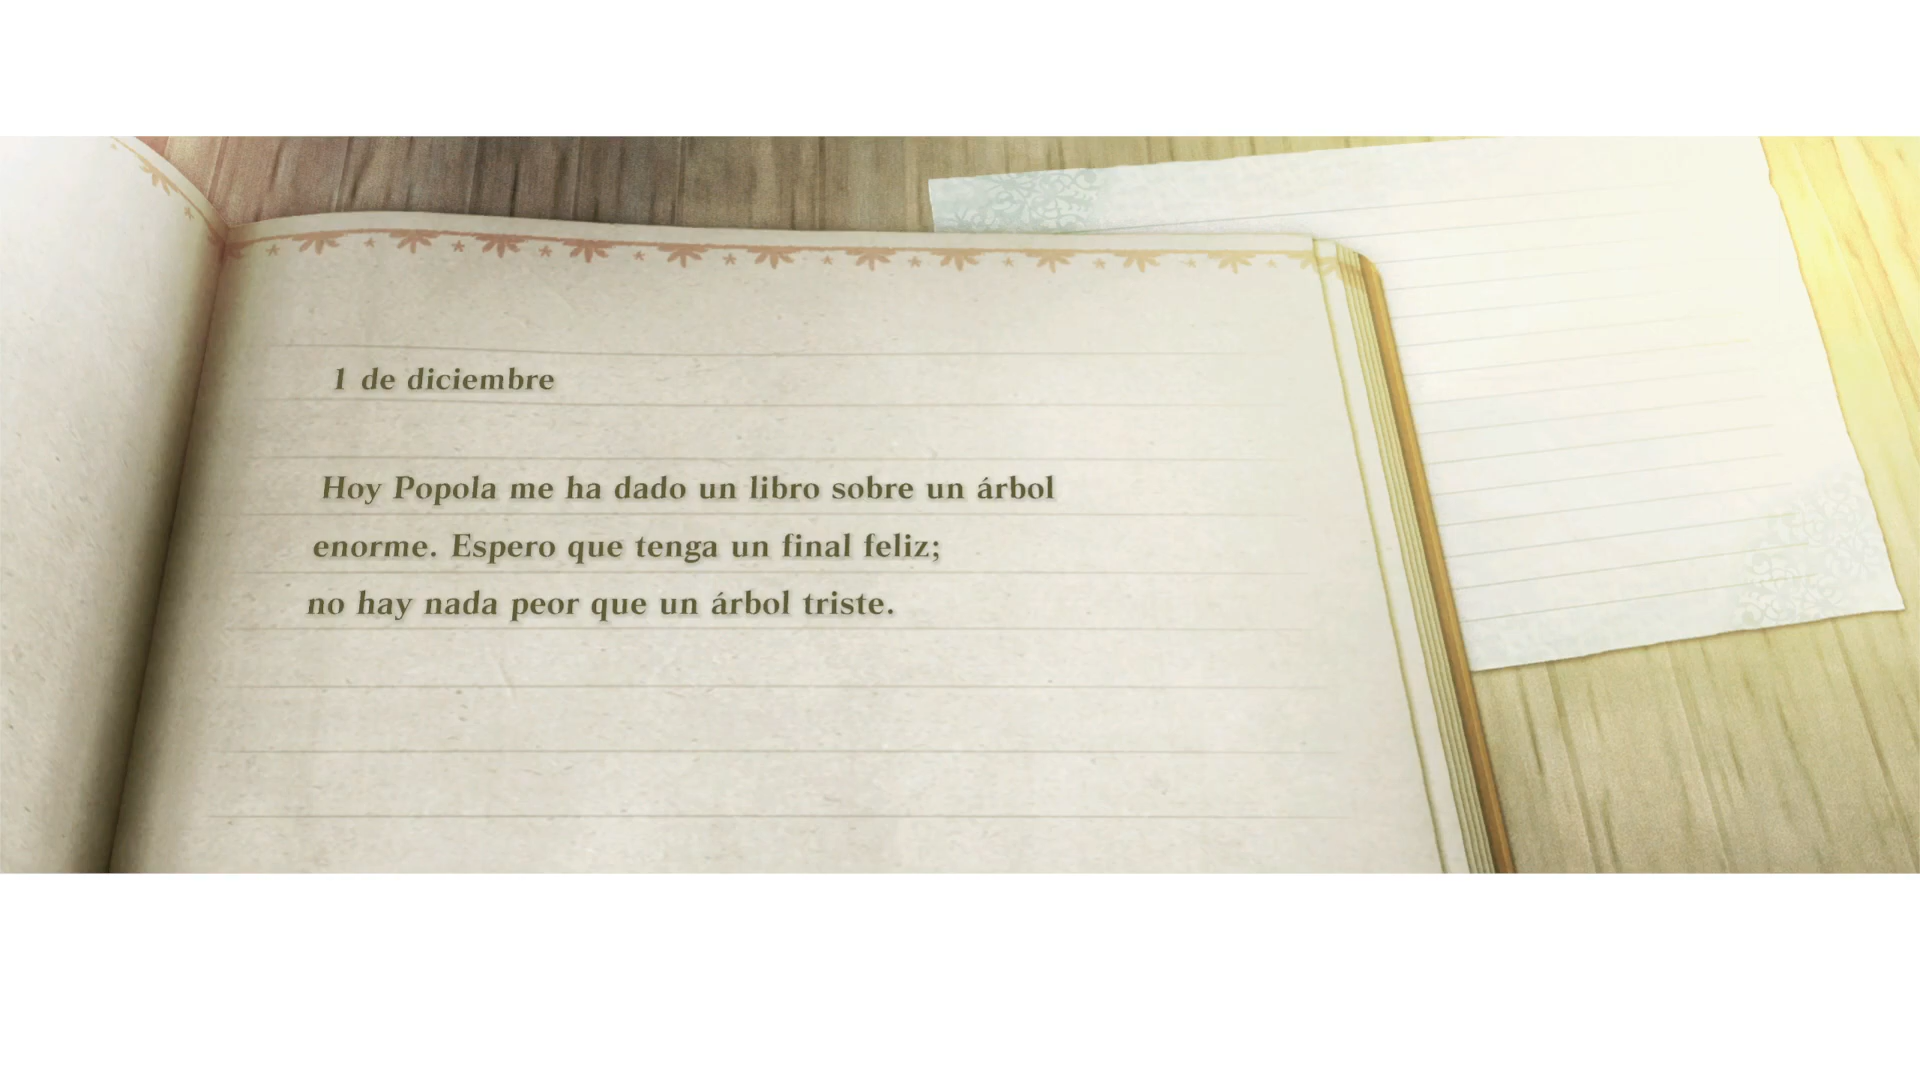 1 de diciembre
Hoy Popola me ha dado un libro sobre un árbol
enorme. Espero que tenga un final feliz;
no hay nada peor que un árbol triste.